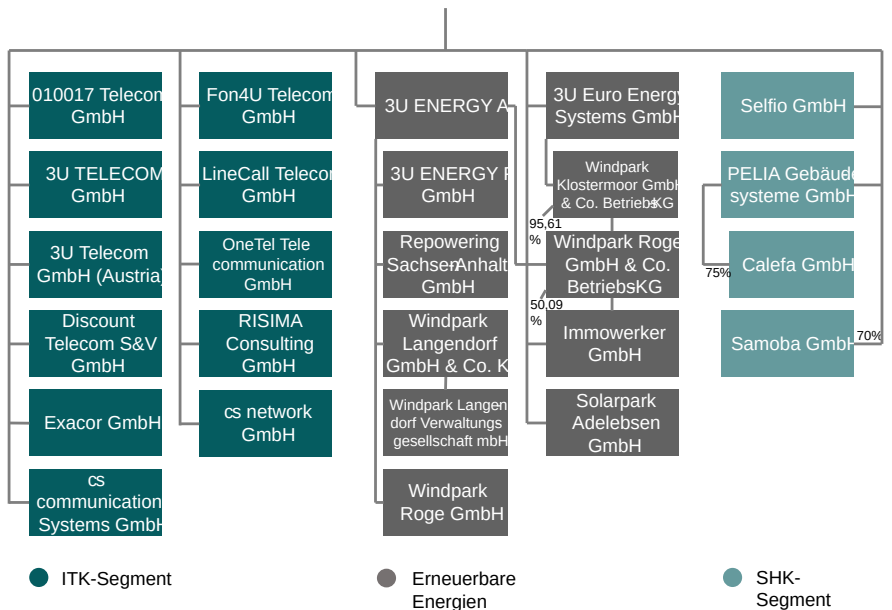 010017 Telecom
GmbH
3U TELECOM
GmbH
3U Telecom
GmbH (Austria)
Discount
Telecom S&V
GmbH
Exacor GmbH
cs
communication
Systems GmbH
Fon4U Telecom
GmbH
LineCall Telecom
GmbH
OneTel Tele
communication
GmbH
RISIMA
Consulting
GmbH
cs network
GmbH
3U ENERGY A
3U ENERGY P
GmbH
Repowering
Sachsen-Anhalt
GmbH
Windpark
Langendorf
GmbH & Co. K
Windpark Langen-
dorf Verwaltungs
gesellschaft mbH
Windpark
Roge GmbH
3U Euro Energy
Systems GmbH
Windpark
Klostermoor GmbH
& Co. Betriebs-KG
95,61
%
Windpark Roge
GmbH & Co.
Betriebs-KG
50,09
%
Immowerker
GmbH
Solarpark
Adelebsen
GmbH
Selfio GmbH
PELIA Gebäude-
systeme GmbH
75%
Calefa GmbH
Samoba GmbH
70%
ITK-Segment
Erneuerbare
Energien
SHK-
Segment